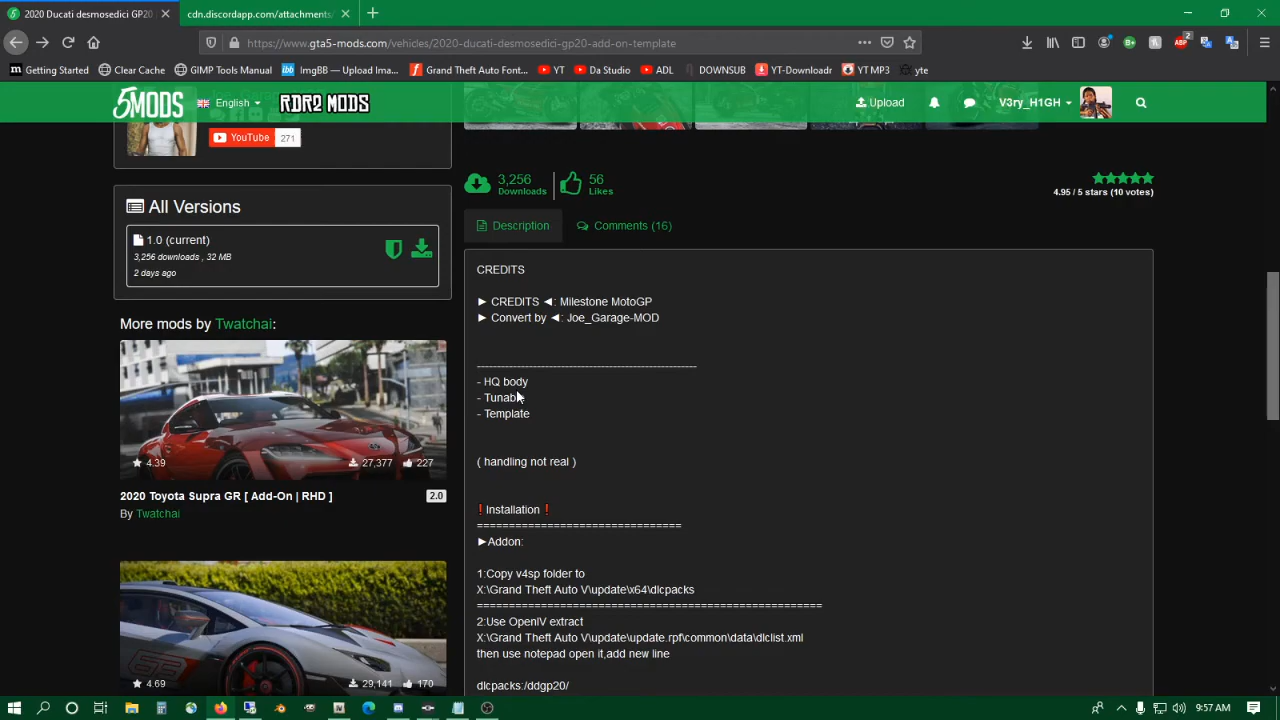 2020 Ducati desmosedici GP20
cdn.discordapp.com/attachments/
https://www.gta5-mods.com/vehicles/2020-ducati-desmosedici-gp20-add-on-template
2
Getting Started
Clear Cache
GIMP Tools Manual
ibb
ImgBB — Upload Ima...
Grand Theft Auto Font...
YT
Da Studio
ADL
DOWNSUB
YT-Downloadr
YT MP3
yte
5MODS
English
RDR2 MODS
Upload
V3ry_H1GH
YouTube
271
3,256
Downloads
56
Likes
4.95 / 5 stars (10 votes)
All Versions
1.0 (current)
3,256 downloads , 32 MB
2 days ago
Description
Comments (16)
CREDITS
► CREDITS ◄: Milestone MotoGP
► Convert by ◄: Joe_Garage-MOD
-------------------------------------------------------
- HQ body
- Tunable
- Template
( handling not real )
❗Installation❗
================================
►Addon:
1:Copy v4sp folder to
X:\Grand Theft Auto V\update\x64\dlcpacks
======================================================
2:Use OpenIV extract
X:\Grand Theft Auto V\update\update.rpf\common\data\dlclist.xml
then use notepad open it,add new line
dlcpacks:/ddgp20/
More mods by Twatchai:
4.39
27,377
227
2020 Toyota Supra GR [ Add-On | RHD ]
2.0
By Twatchai
63
4.69
29,141
170
9:57 AM